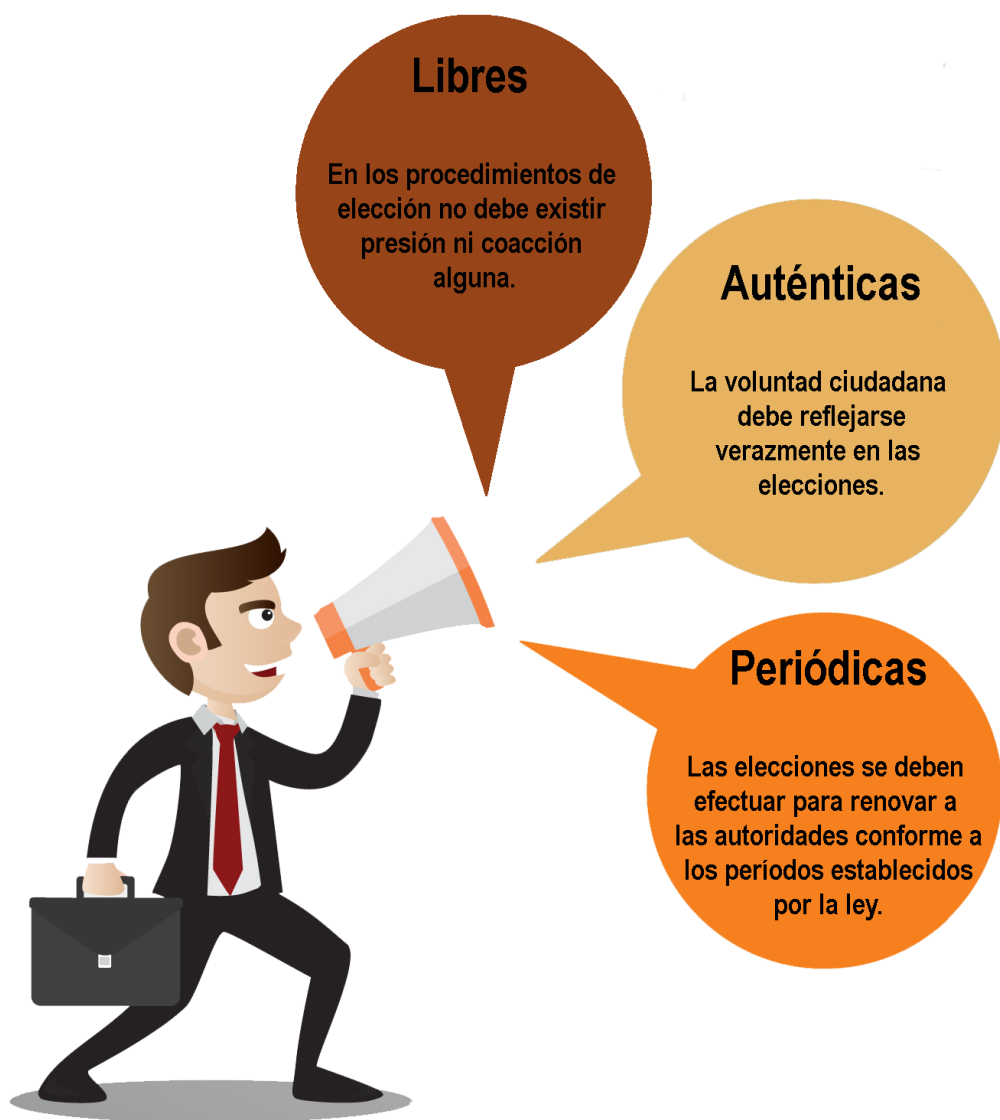 Libres
En los procedimientos de
elección no debe existir
presión ni coacción
alguna.
Auténticas
La voluntad ciudadana
debe reflejarse
verazmente en las
elecciones.
Periódicas
Las elecciones se deben
efectuar para renovar a
las autoridades conforme a
los períodos establecidos
por la ley.